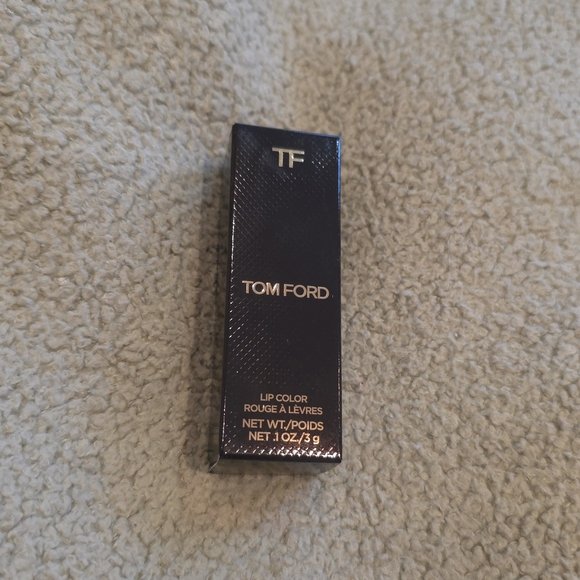 TF
TOM FORD
LIP COLOR
ROUGE À LÈVRES
NET WT./POIDS
NET .1 OZ./3 g